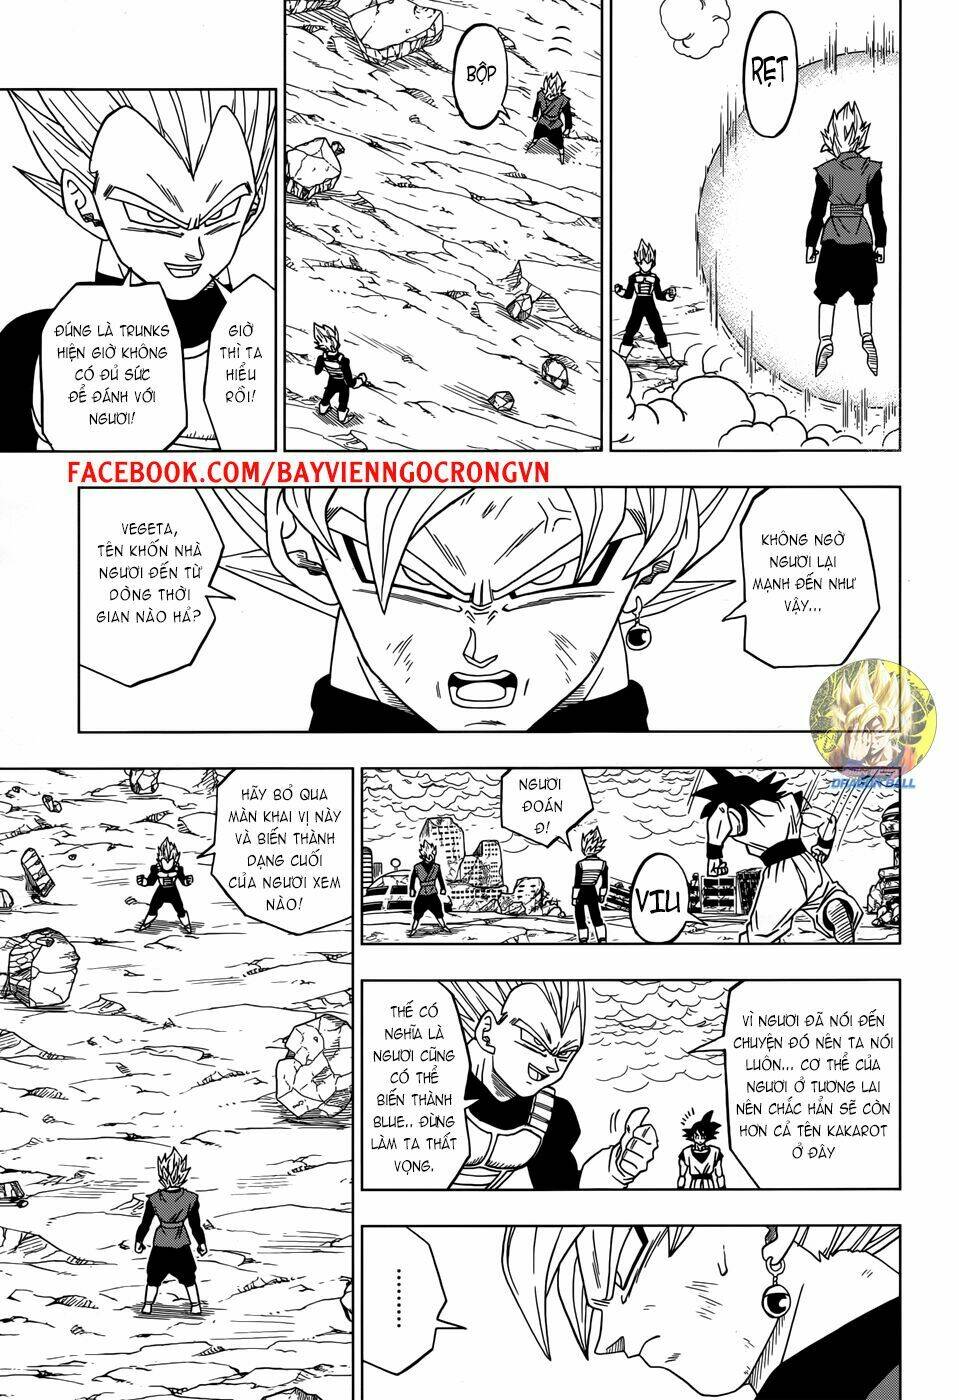 RẸT
BỘP
GIỜ
THÌ TA
HIỂU
RỒI!
ĐÚNG LÀ TRUNKS
HIỆN GIỜ KHÔNG
CÓ ĐỦ SỨC
ĐỂ ĐÁNH VỚI
NGƯƠI!
FACEBOOK.COM/BAYVIENNGOCRONGVN
KHÔNG NGỜ
NGƯƠI LẠI
MẠNH ĐẾN NHƯ
VẬY...
VEGETA,
TÊN KHỐN NHÀ
NGƯƠI ĐẾN TỪ
DÒNG THỜI
GIAN NÀO HẢ?
DRAGON BALL
NGƯƠI
ĐOÁN
Đ!
VIU
HÃY BỎ QUA
MÀN KHAI VỊ NÀY
VÀ BIẾN THÀNH
DẠNG CUỐI
CỦA NGƯƠI XEM
NÀO!
VÌ NGƯƠI ĐÃ NÓI ĐẾN
CHUYỆN ĐÓ NÊN TA NÓI
LUÔN... CƠ THỂ CỦA
NGƯƠI Ở TƯƠNG LAI
NÊN CHẮC HẲN SẼ CÒN
HƠN CẢ TÊN KAKAROT
Ở ĐÂY
THẾ CÓ
NGHĨA LÀ
NGƯƠI CŨNG
CÓ THỂ
BIẾN THÀNH
BLUE.. ĐỪNG
LÀM TA THẤT
VỌNG.
.........